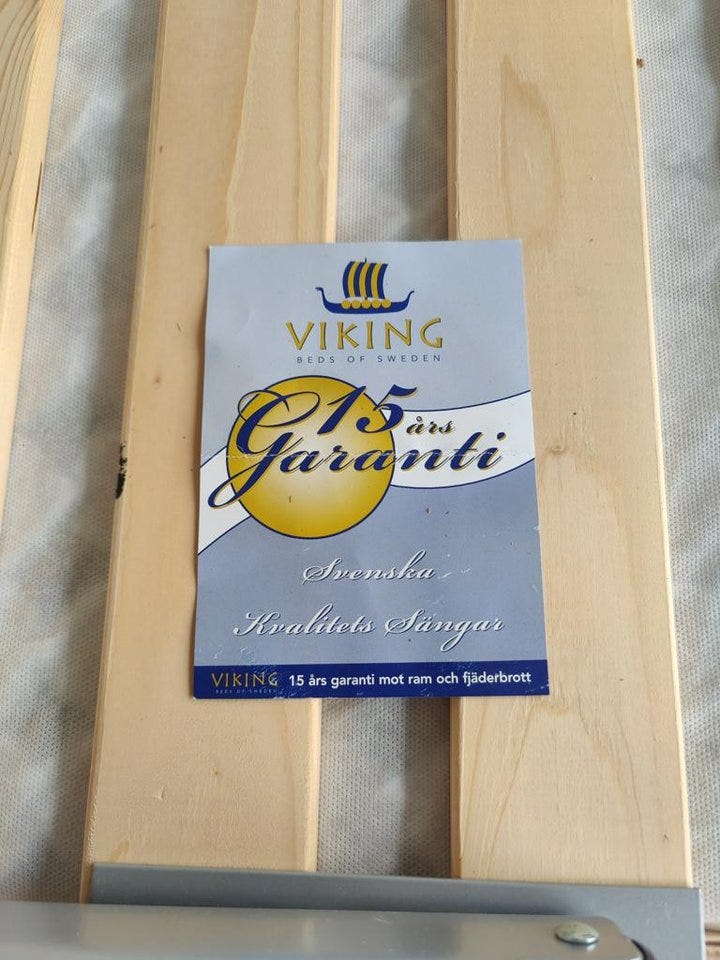 VIKING
BEDS OF SWEDEN
15 års
Garanti
Svenska
Kvalitets Sängar
VIKING 15 års garanti mot ram och fjäderbrott
BEDS OF SWEDEN